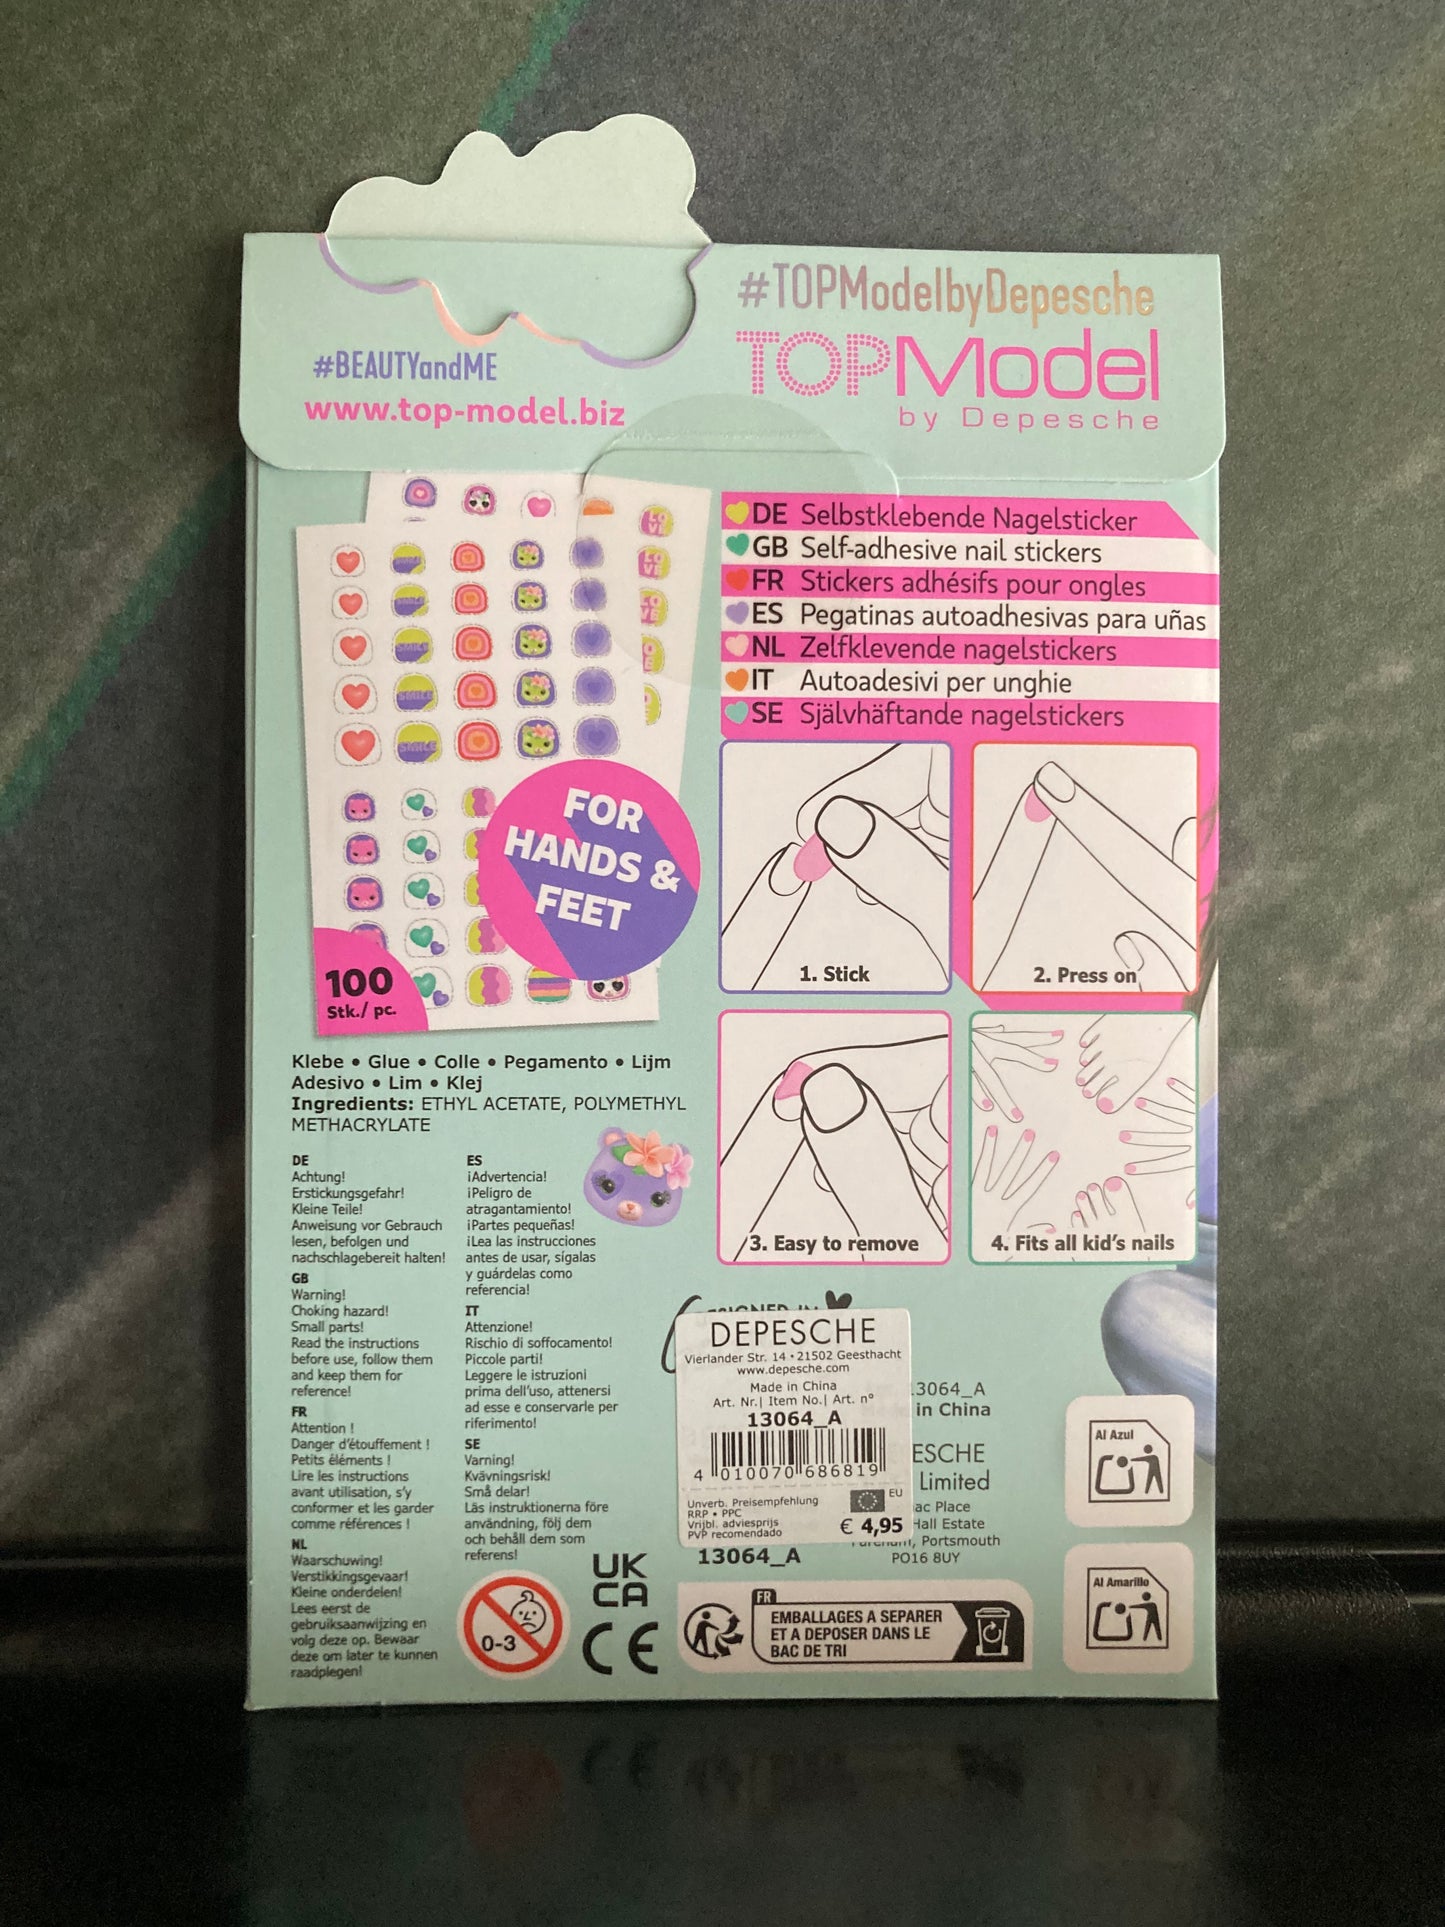 #TOPModelbyDepesche
TOPModel
by Depesche
#BEAUTYandME
www.top-model.biz
DE Selbstklebende Nagelsticker
GB Self-adhesive nail stickers
FR Stickers adhésifs pour ongles
ES Pegatinas autoadhesivas para uñas
NL Zelfklevende nagelstickers
IT Autoadesivi per unghie
SE Självhäftande nagelstickers
LOVE
LOVE
LOVE
SMILE
SMILE
SMILE
FOR
HANDS &
FEET
100
Stk./ pc.
1. Stick
2. Press on
3. Easy to remove
4. Fits all kid's nails
Klebe • Glue • Colle • Pegamento • Lijm
Adesivo • Lim • Klej
Ingredients: ETHYL ACETATE, POLYMETHYL
METHACRYLATE
DE
Achtung!
Erstickungsgefahr!
Kleine Teile!
Anweisung vor Gebrauch
lesen, befolgen und
nachschlagebereit halten!
GB
Warning!
Choking hazard!
Small parts!
Read the instructions
before use, follow them
and keep them for
reference!
FR
Attention !
Danger d'étouffement !
Petits éléments !
Lire les instructions
avant utilisation, s'y
conformer et les garder
comme références !
NL
Waarschuwing!
Verstikkingsgevaar!
Kleine onderdelen!
Lees eerst de
gebruiksaanwijzing en
volg deze op. Bewaar
deze om later te kunnen
raadplegen!
ES
¡Advertencia!
¡Peligro de
atragantamiento!
¡Partes pequeñas!
¡Lea las instrucciones
antes de usar, sígalas
y guárdelas como
referencia!
IT
Attenzione!
Rischio di soffocamento!
Piccole parti!
Leggere le istruzioni
prima dell'uso, attenersi
ad esse e conservarle per
riferimento!
SE
Varning!
Kvävningsrisk!
Små delar!
Läs instruktionerna före
användning, följ dem
och behåll dem som
referens!
DEPESCHE
Vierlander Str. 14 • 21502 Geesthacht
www.depesche.com
Made in China
Art. Nr.| Item No.| Art. n°
13064_A
4 010070 686819
Unverb. Preisempfehlung
RRP • PPC
Vrijbl. adviesprijs
PVP recomendado
EU
€ 4,95
13064_A
3064_A
in China
ESCHE
Limited
ac Place
Hall Estate
, Portsmouth
PO16 8UY
0-3
UK
CA
CE
FR
EMBALLAGES A SEPARER
ET A DEPOSER DANS LE
BAC DE TRI
Al Azul
Al Amarillo